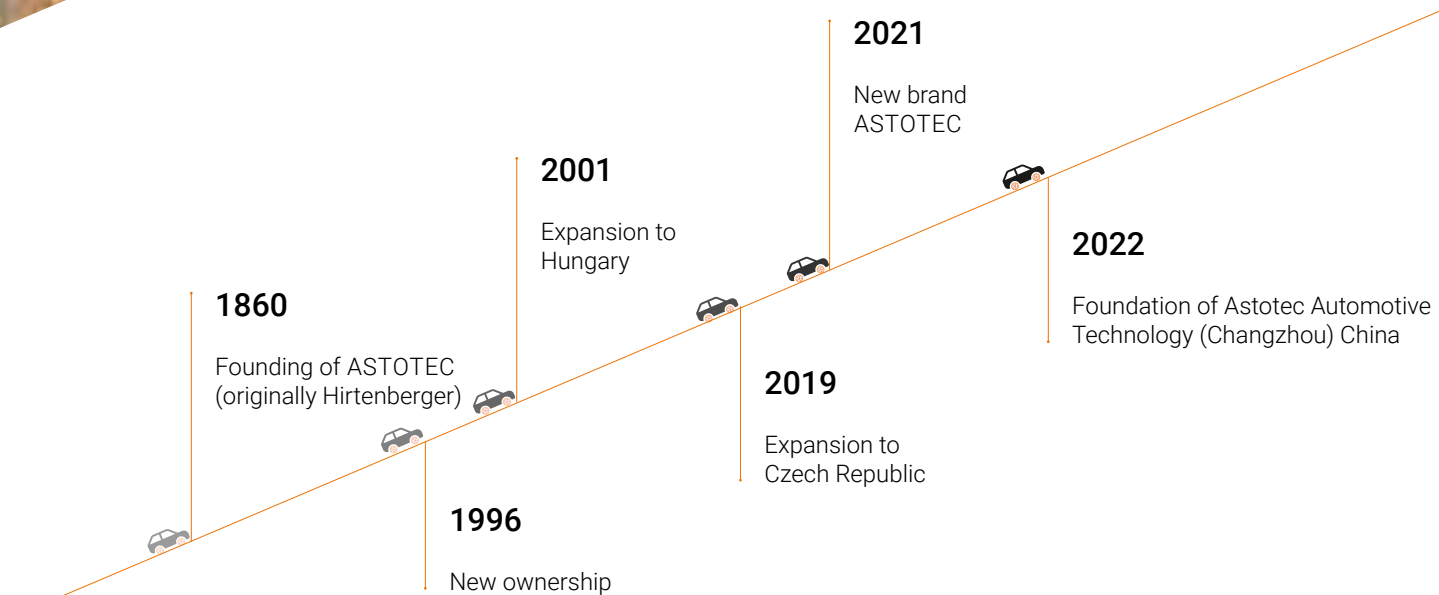 1860
Founding of ASTOTEC
(originally Hirtenberger)
1996
New ownership
2001
Expansion to
Hungary
2019
Expansion to
Czech Republic
2021
New brand
ASTOTEC
2022
Foundation of Astotec Automotive
Technology (Changzhou) China